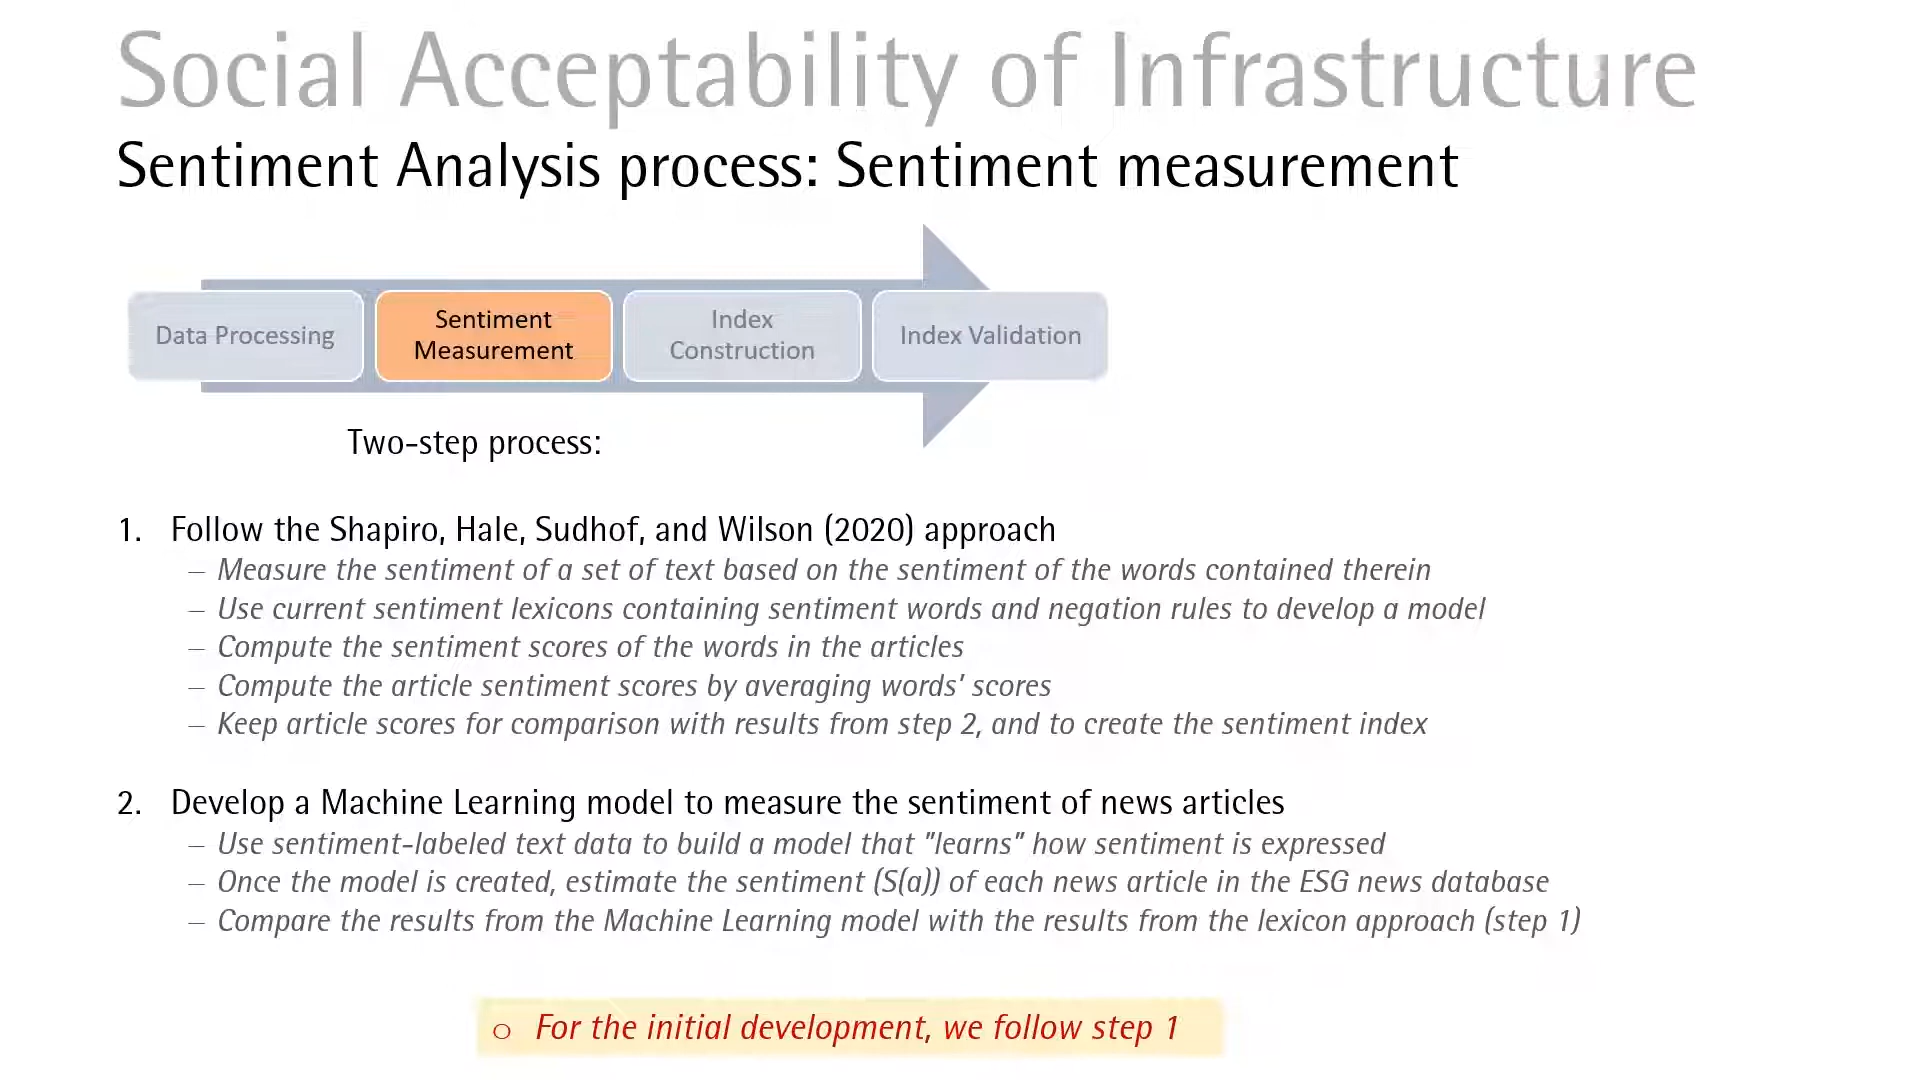 Social Acceptability of Infrastructure
Sentiment Analysis process: Sentiment measurement
Data Processing
Sentiment
Measurement
Index
Construction
Index Validation
Two-step process:
1. Follow the Shapiro, Hale, Sudhof, and Wilson (2020) approach
– Measure the sentiment of a set of text based on the sentiment of the words contained therein
– Use current sentiment lexicons containing sentiment words and negation rules to develop a model
– Compute the sentiment scores of the words in the articles
– Compute the article sentiment scores by averaging words' scores
– Keep article scores for comparison with results from step 2, and to create the sentiment index
2. Develop a Machine Learning model to measure the sentiment of news articles
– Use sentiment-labeled text data to build a model that "learns" how sentiment is expressed
– Once the model is created, estimate the sentiment (S(a)) of each news article in the ESG news database
– Compare the results from the Machine Learning model with the results from the lexicon approach (step 1)
o For the initial development, we follow step 1